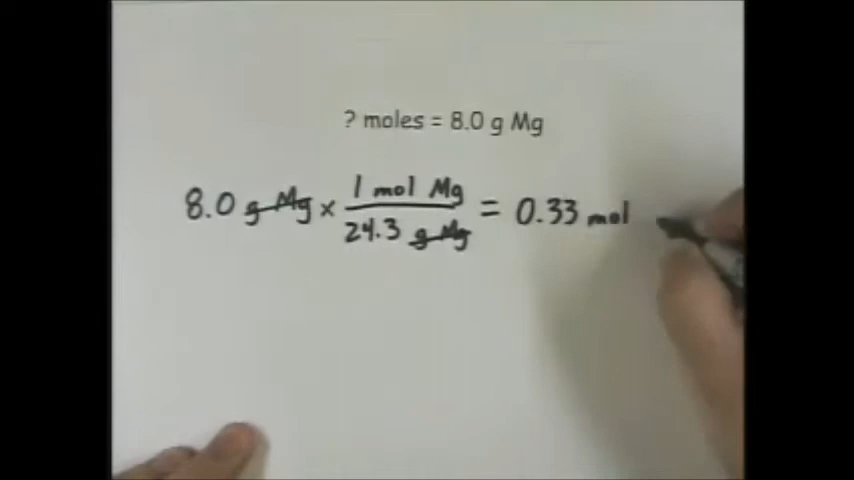 ? moles = 8.0 g Mg
8.0 g Mg × 1 mol Mg / 24.3 g Mg = 0.33 mol